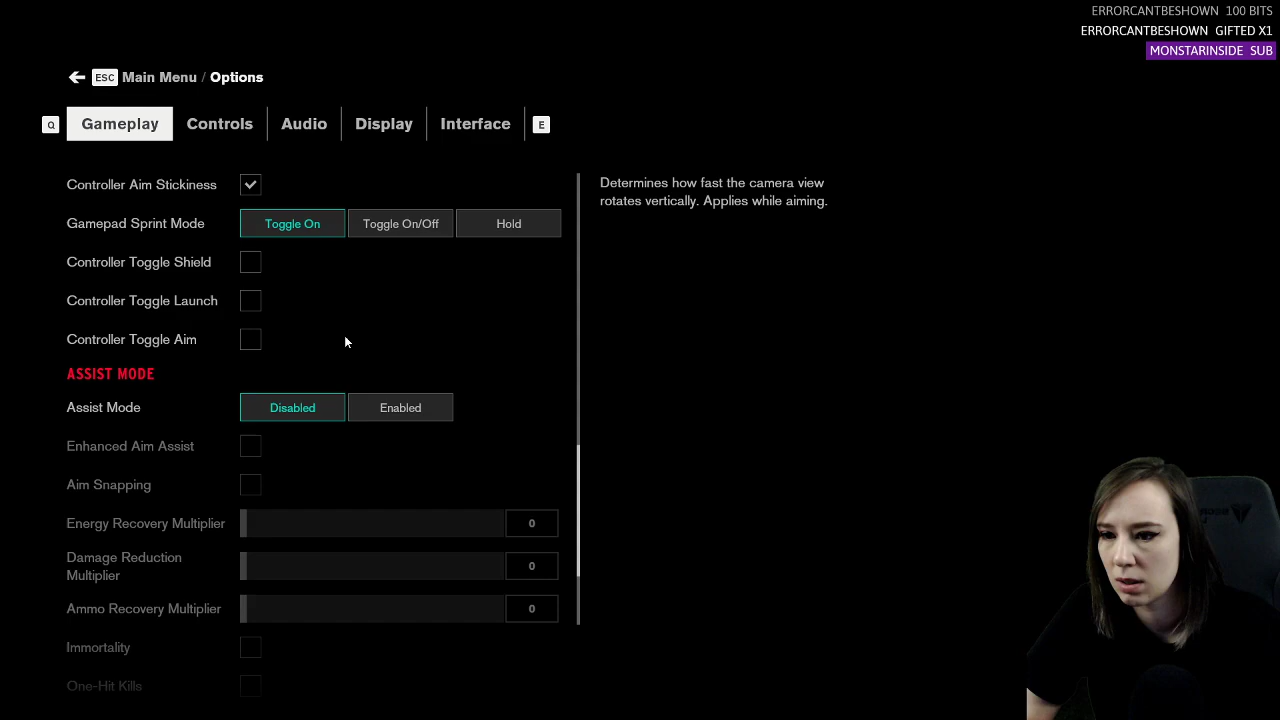 ERRORCANTBESHOWN 100 BITS
ERRORCANTBESHOWN GIFTED X1
MONSTARINSIDE SUB
ESC Main Menu / Options
Q Gameplay Controls Audio Display Interface E
Controller Aim Stickiness
Gamepad Sprint Mode Toggle On Toggle On/Off Hold
Controller Toggle Shield
Controller Toggle Launch
Controller Toggle Aim
ASSIST MODE
Assist Mode Disabled Enabled
Enhanced Aim Assist
Aim Snapping
Energy Recovery Multiplier 0
Damage Reduction
Multiplier 0
Ammo Recovery Multiplier 0
Immortality
One-Hit Kills
Determines how fast the camera view
rotates vertically. Applies while aiming.